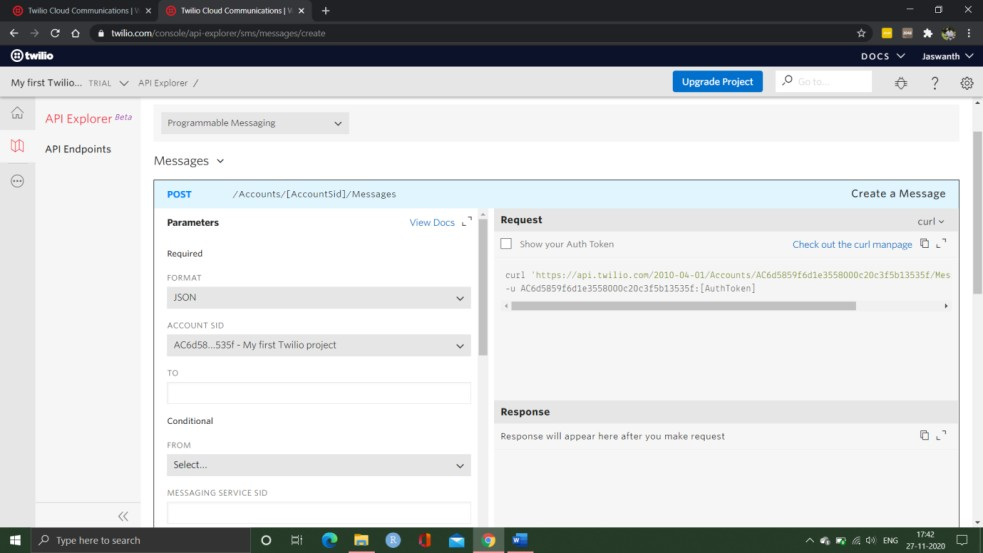 Twilio Cloud Communications | W
Twilio Cloud Communications | W
twilio.com/console/api-explorer/sms/messages/create
twilio
DOCS
Jaswanth
My first Twilio... TRIAL
API Explorer /
Upgrade Project
Go to...
API Explorer Beta
API Endpoints
Programmable Messaging
Messages
POST /Accounts/[AccountSid]/Messages
Create a Message
Parameters
View Docs
Required
FORMAT
JSON
ACCOUNT SID
AC6d58...535f - My first Twilio project
TO
Conditional
FROM
Select...
MESSAGING SERVICE SID
Request
curl
Show your Auth Token
Check out the curl manpage
curl 'https://api.twilio.com/2010-04-01/Accounts/AC6d5859f6d1e3558000c20c3f5b13535f/Mes
-u AC6d5859f6d1e3558000c20c3f5b13535f:[AuthToken]
Response
Response will appear here after you make request
Type here to search
ENG
17:42
27-11-2020